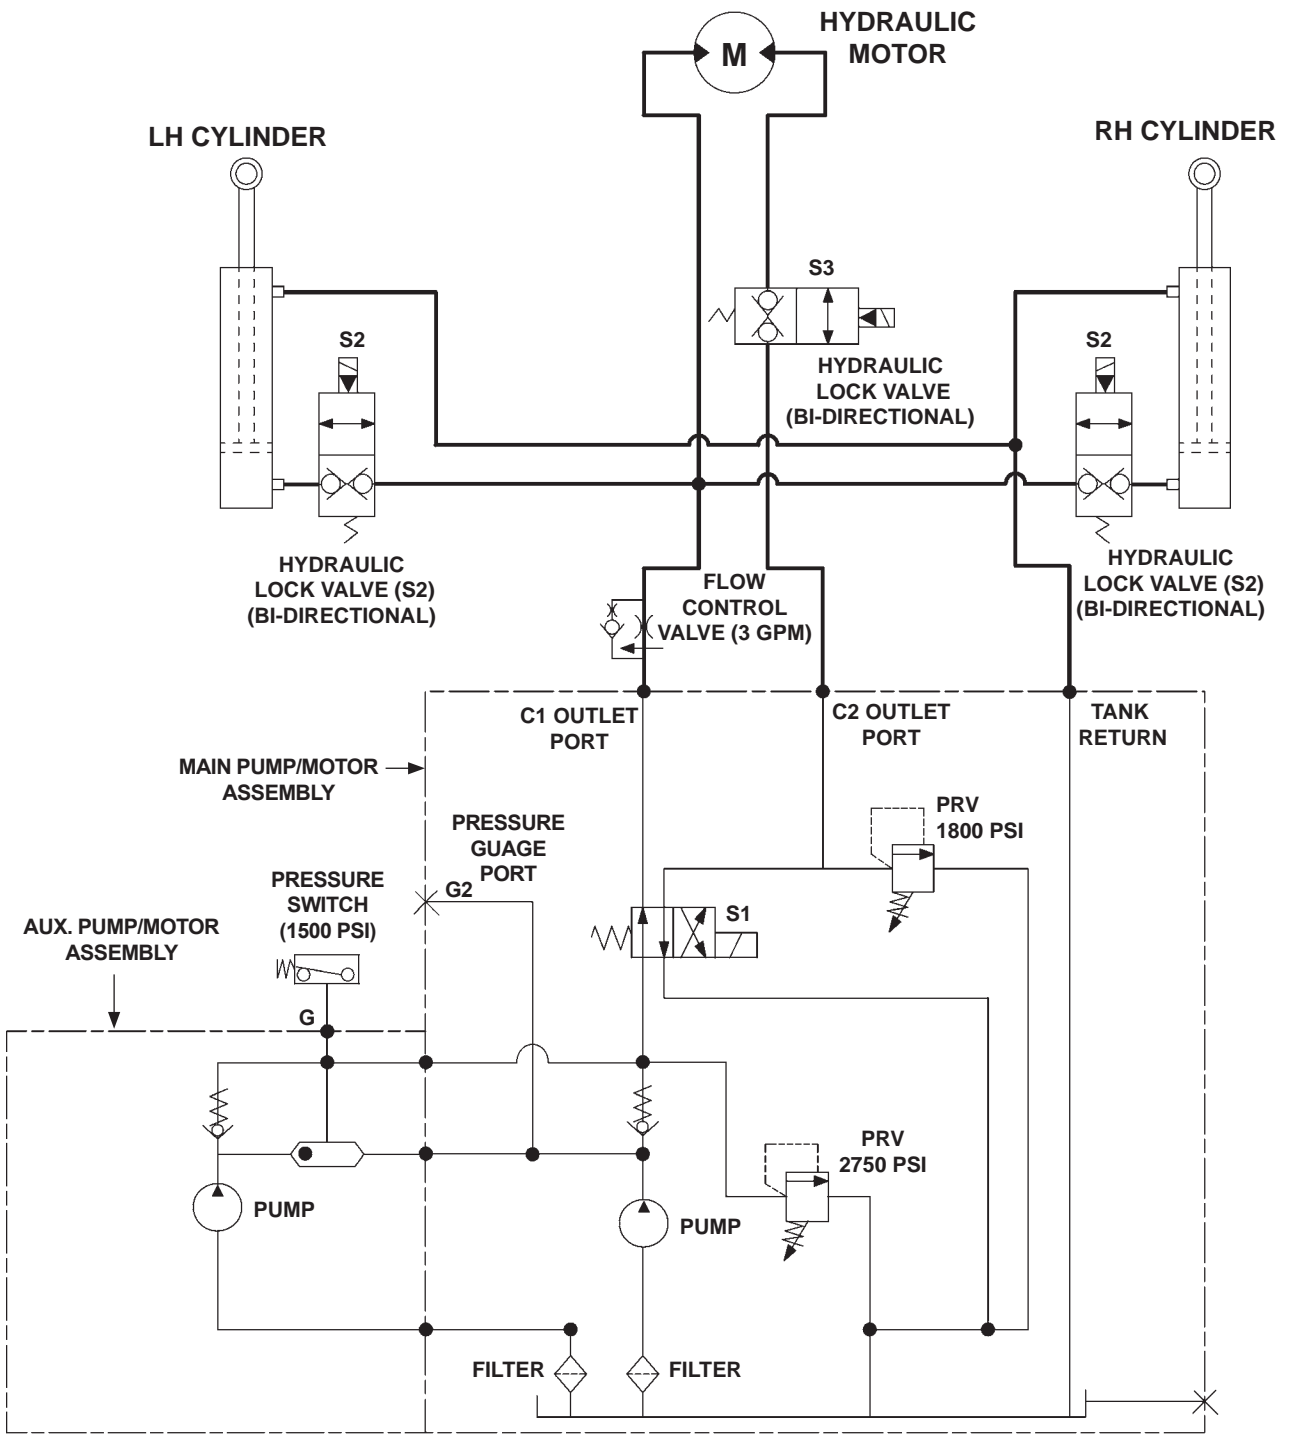 HYDRAULIC
MOTOR
M
LH CYLINDER
RH CYLINDER
S3
S2
S2
HYDRAULIC
LOCK VALVE
(BI-DIRECTIONAL)
HYDRAULIC
LOCK VALVE (S2)
(BI-DIRECTIONAL)
FLOW
CONTROL
VALVE (3 GPM)
HYDRAULIC
LOCK VALVE (S2)
(BI-DIRECTIONAL)
C1 OUTLET
PORT
C2 OUTLET
PORT
TANK
RETURN
MAIN PUMP/MOTOR
ASSEMBLY
PRV
1800 PSI
PRESSURE
GUAGE
PORT
G2
PRESSURE
SWITCH
(1500 PSI)
S1
AUX. PUMP/MOTOR
ASSEMBLY
G
PRV
2750 PSI
PUMP
PUMP
FILTER
FILTER